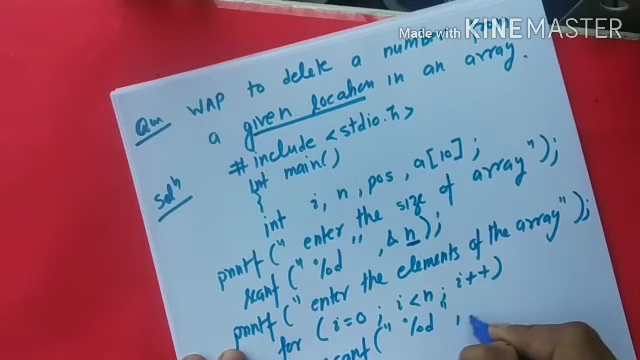 Made with KINEMASTER
Qn WAP to delete a number
a given location in an array.
Soln
# include <stdio.h>
int main()
{
int i, n, pos, a[10];
printf(" enter the size of array");
scanf(" %d ", &n);
printf(" enter the elements of the array");
for (i=0; i<n; i++)
scanf(" %d ",